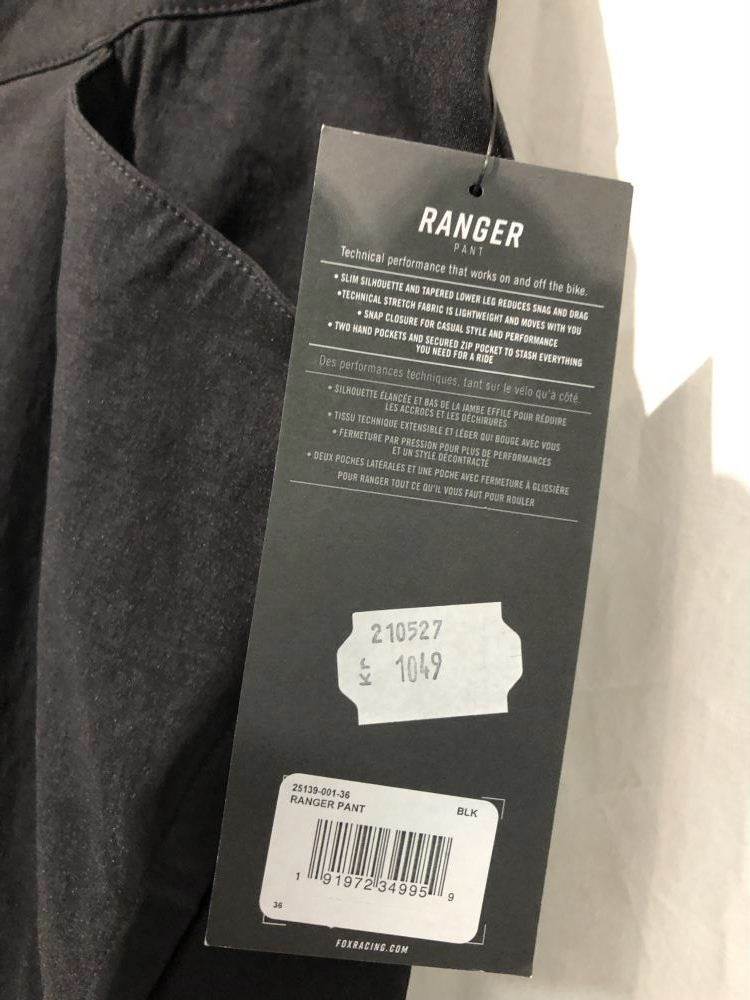 RANGER
PANT
Technical performance that works on and off the bike.
• SLIM SILHOUETTE AND TAPERED LOWER LEG REDUCES SNAG AND DRAG
• TECHNICAL STRETCH FABRIC IS LIGHTWEIGHT AND MOVES WITH YOU
• SNAP CLOSURE FOR CASUAL STYLE AND PERFORMANCE
• TWO HAND POCKETS AND SECURED ZIP POCKET TO STASH EVERYTHING
YOU NEED FOR A RIDE
Des performances techniques, tant sur le vélo qu'à côté.
• SILHOUETTE ÉLANCÉE ET BAS DE LA JAMBE EFFILE POUR RÉDUIRE
LES ACCROCS ET LES DÉCHIRURES
• TISSU TECHNIQUE EXTENSIBLE ET LÉGER QUI BOUGE AVEC VOUS
• FERMETURE PAR PRESSION POUR PLUS DE PERFORMANCES
ET UN STYLE DÉCONTRACTÉ
• DEUX POCHES LATÉRALES ET UNE POCHE AVEC FERMETURE À GLISSIÈRE
POUR RANGER TOUT CE QU'IL VOUS FAUT POUR ROULER
210527
KP 1049
25139-001-36
RANGER PANT BLK
1 91972 34995 9
36
FOXRACING.COM